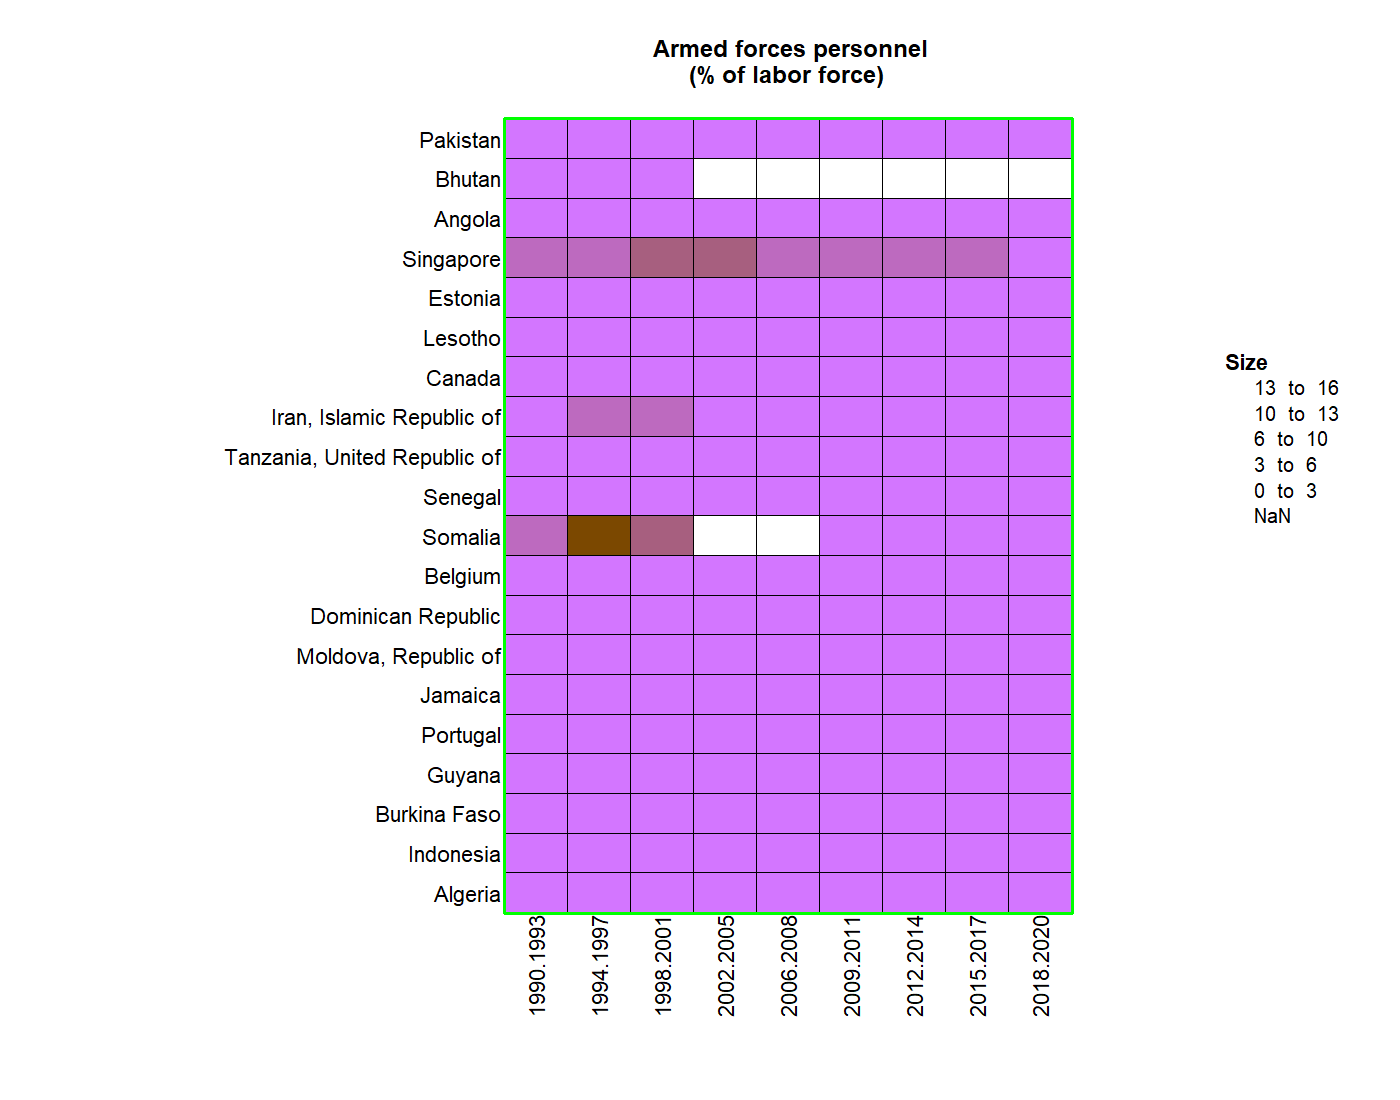 Armed forces personnel
(% of labor force)
Pakistan
Bhutan
Angola
Singapore
Estonia
Lesotho
Canada
Iran, Islamic Republic of
Tanzania, United Republic of
Senegal
Somalia
Belgium
Dominican Republic
Moldova, Republic of
Jamaica
Portugal
Guyana
Burkina Faso
Indonesia
Algeria
1990.1993
1994.1997
1998.2001
2002.2005
2006.2008
2009.2011
2012.2014
2015.2017
2018.2020
Size
13 to 16
10 to 13
6 to 10
3 to 6
0 to 3
NaN